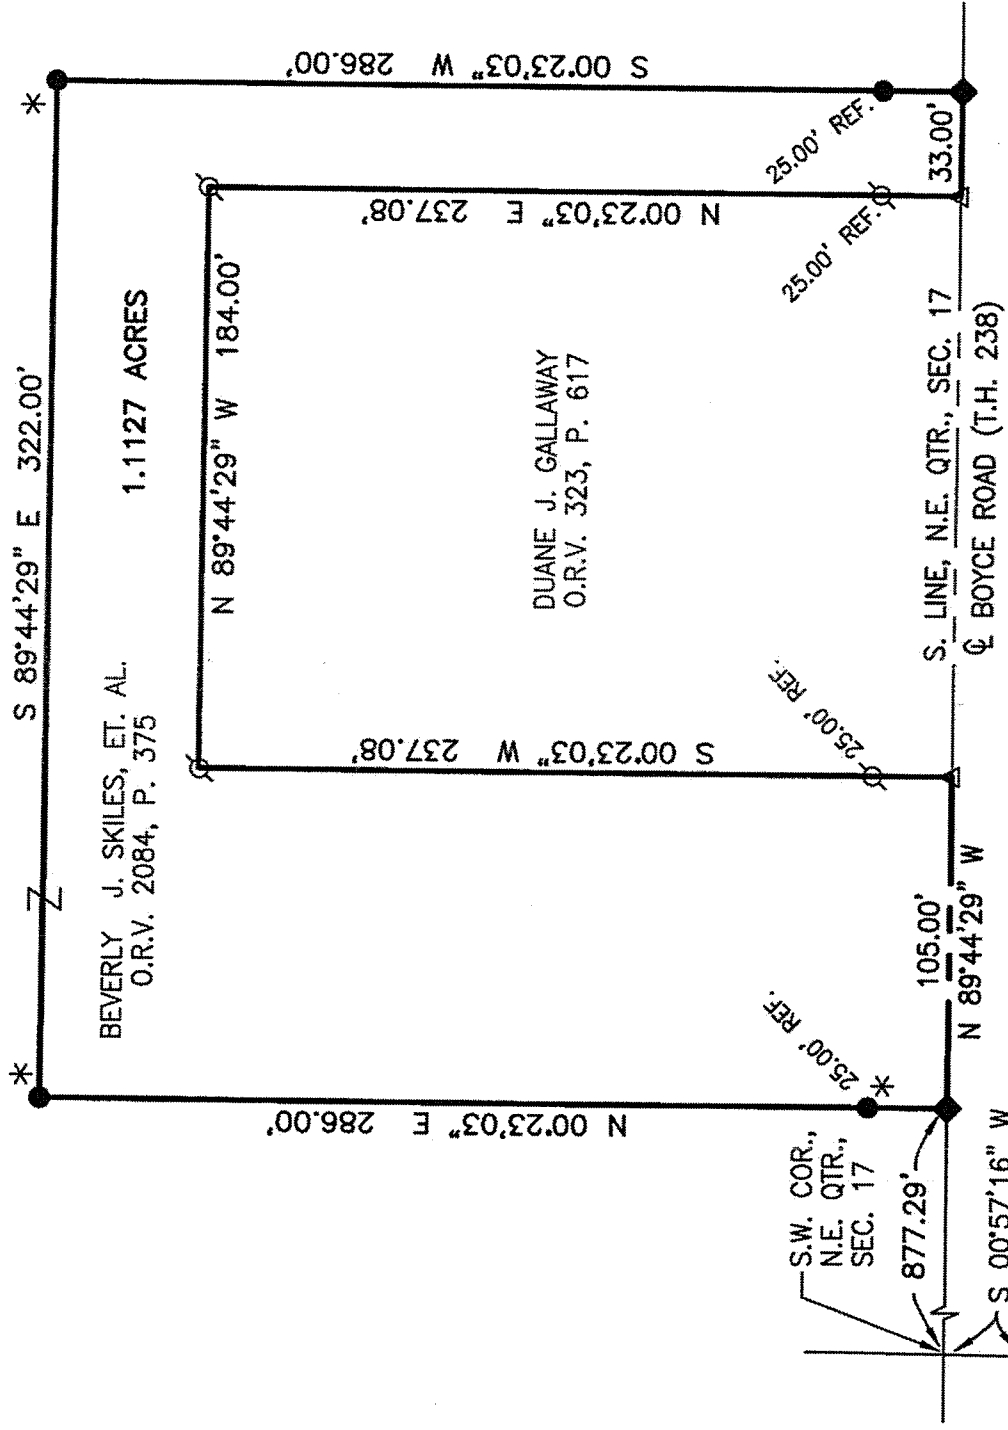 S 89°44'29" E 322.00'
BEVERLY J. SKILES, ET. AL.
O.R.V. 2084, P. 375
1.1127 ACRES
N 89°44'29" W 184.00'
N 00°23'03" E 286.00'
S 00°23'03" W 237.08'
DUANE J. GALLAWAY
O.R.V. 323, P. 617
N 00°23'03" E 237.08'
S 00°23'03" W 286.00'
25.00' REF.
25.00' REF.
25.00' REF.
25.00' REF.
S.W. COR.,
N.E. QTR.,
SEC. 17
877.29'
105.00'
N 89°44'29" W
S. LINE, N.E. QTR., SEC. 17
℄ BOYCE ROAD (T.H. 238)
33.00'
S 00°57'16" W